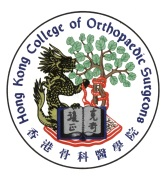 Hong Kong College of Orthopaedic Surgeons
香港骨科醫學院